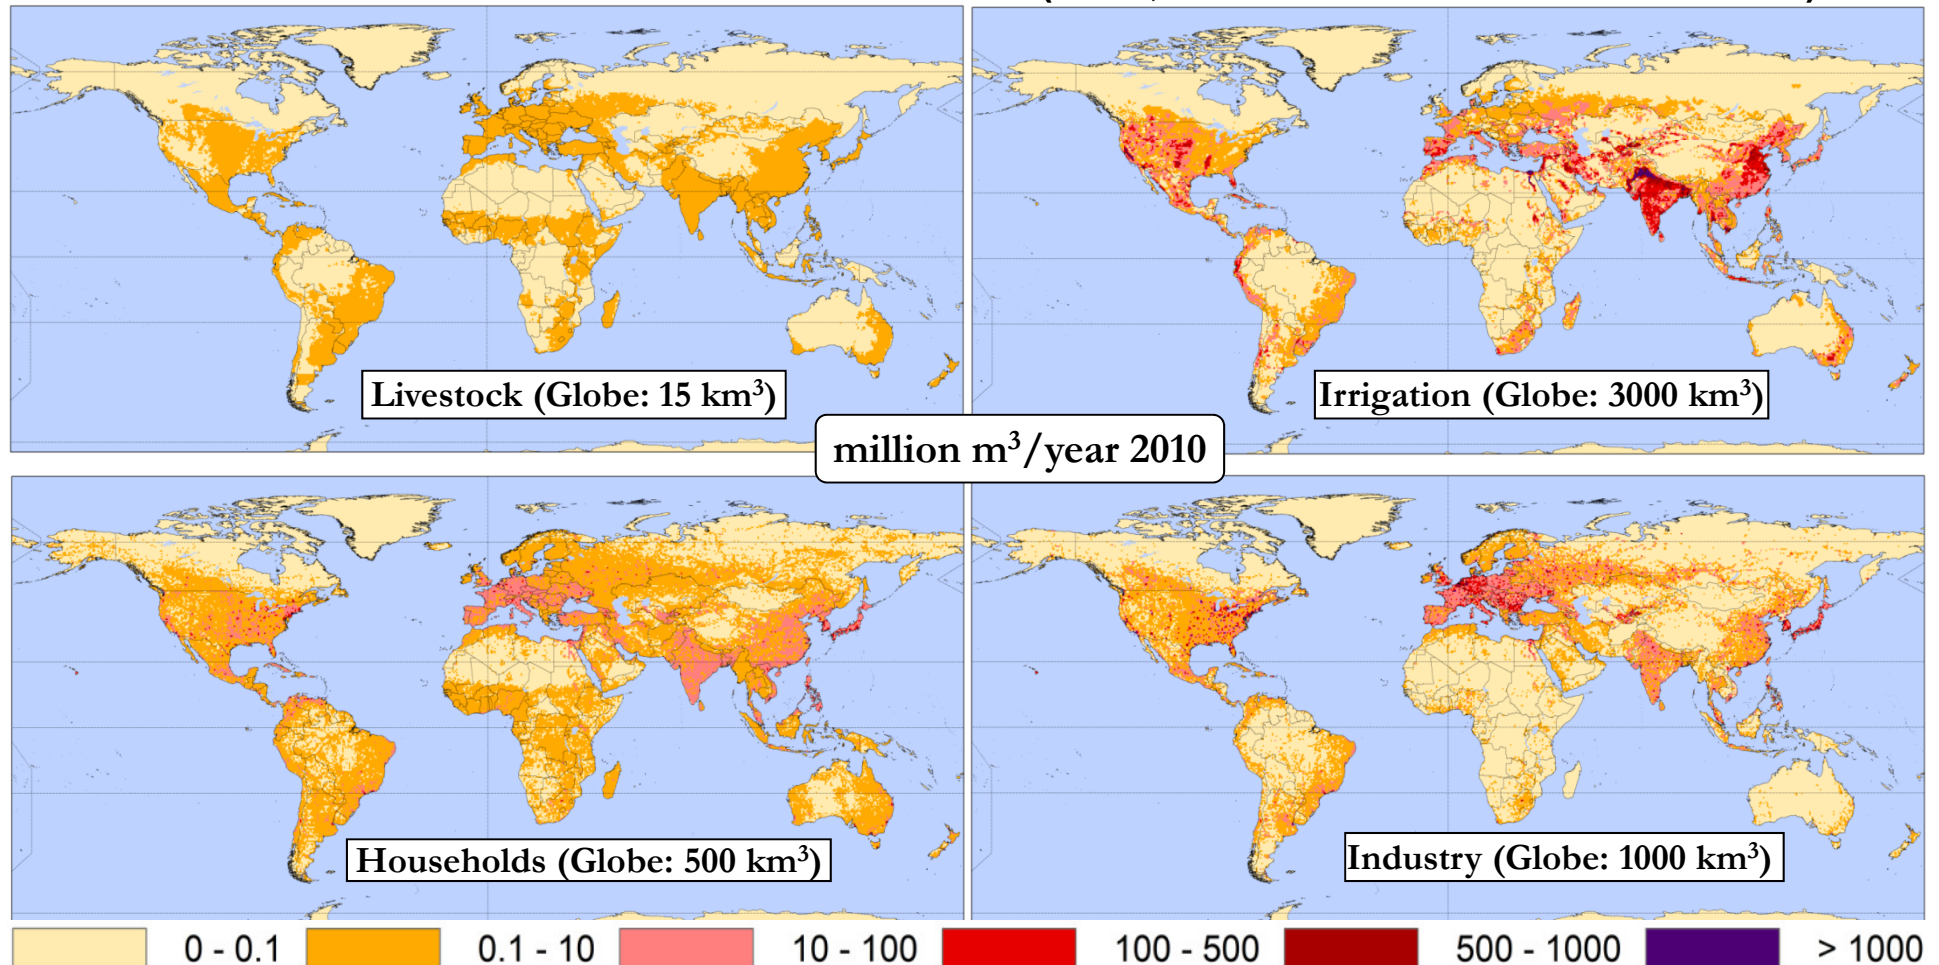 Livestock (Globe: 15 km³)
Irrigation (Globe: 3000 km³)
million m³/year 2010
Households (Globe: 500 km³)
Industry (Globe: 1000 km³)
0 - 0.1
0.1 - 10
10 - 100
100 - 500
500 - 1000
> 1000